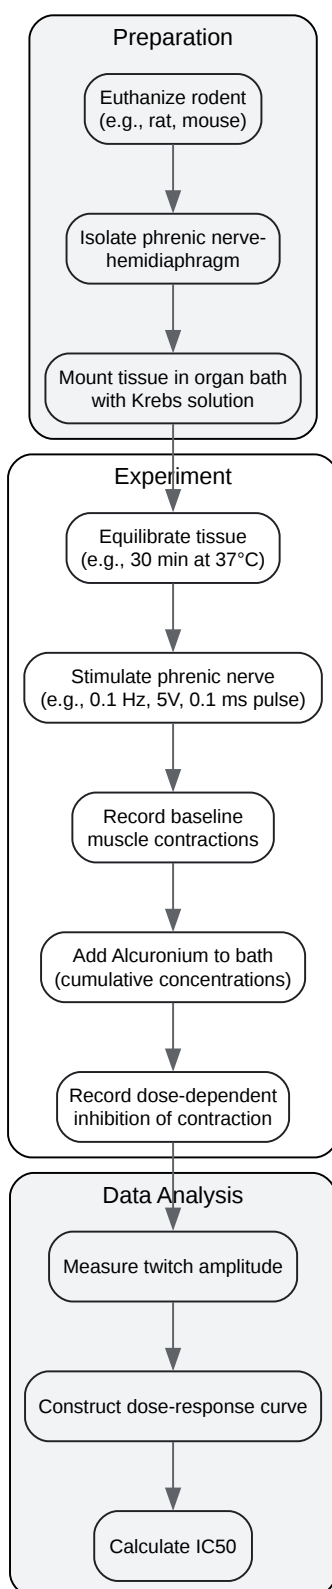 Preparation
Euthanize rodent
(e.g., rat, mouse)
Isolate phrenic nerve-
hemidiaphragm
Mount tissue in organ bath
with Krebs solution
Experiment
Equilibrate tissue
(e.g., 30 min at 37°C)
Stimulate phrenic nerve
(e.g., 0.1 Hz, 5V, 0.1 ms pulse)
Record baseline
muscle contractions
Add Alcuronium to bath
(cumulative concentrations)
Record dose-dependent
inhibition of contraction
Data Analysis
Measure twitch amplitude
Construct dose-response curve
Calculate IC50